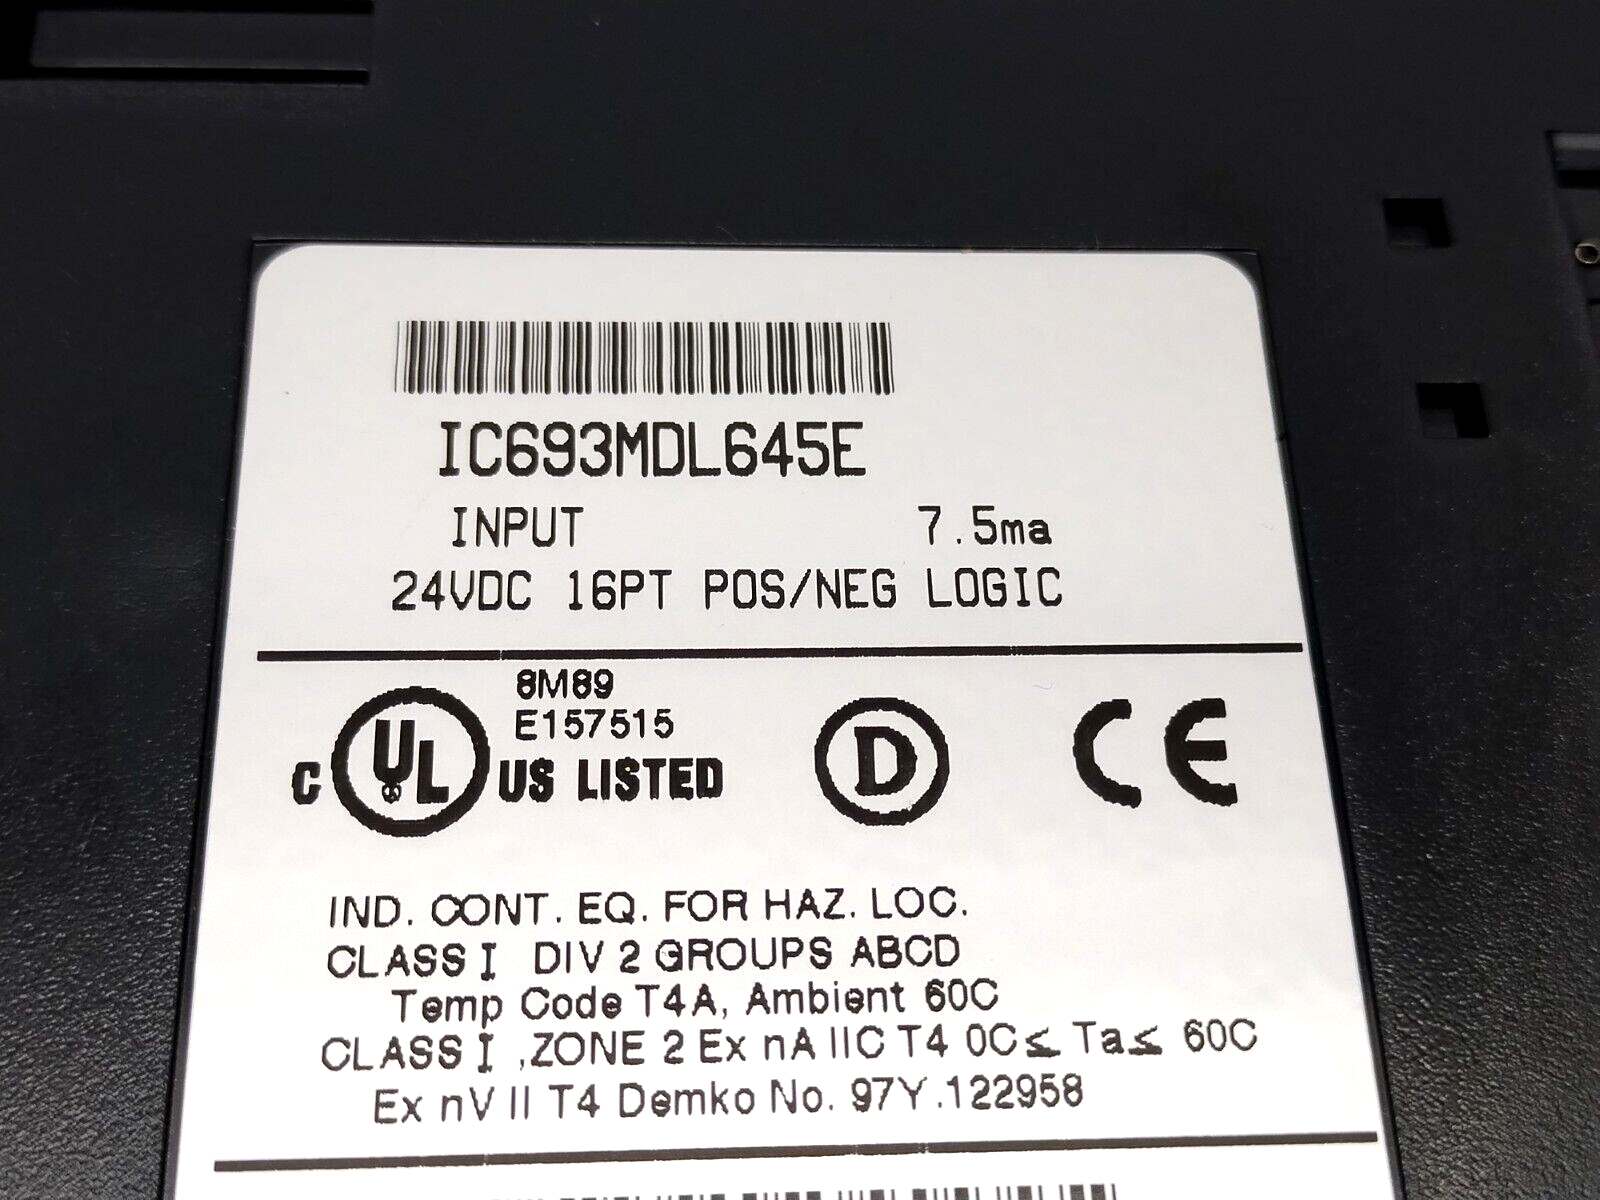 IC693MDL645E
INPUT 7.5ma
24VDC 16PT POS/NEG LOGIC
8M89
E157515
C UL US LISTED
D
CE
IND. CONT. EQ. FOR HAZ. LOC.
CLASS I DIV 2 GROUPS ABCD
Temp Code T4A, Ambient 60C
CLASS I ,ZONE 2 Ex nA IIC T4 0C≤ Ta≤ 60C
Ex nV II T4 Demko No. 97Y.122958